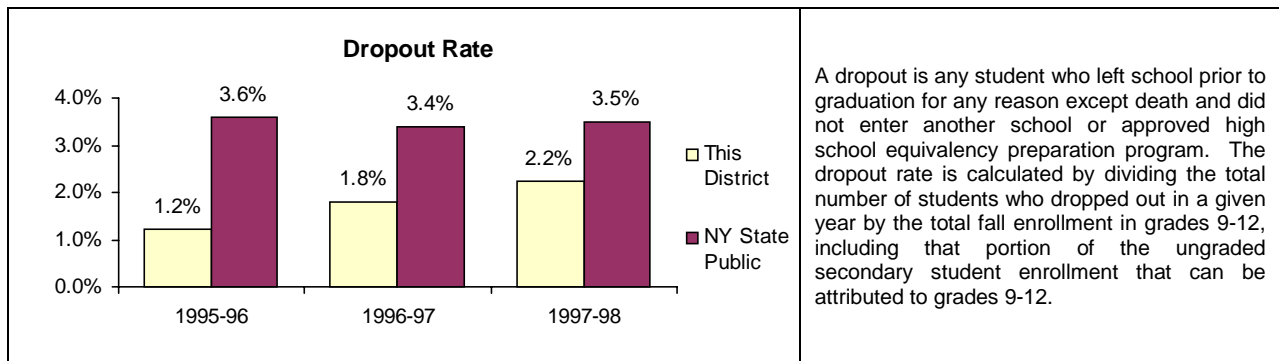 Dropout Rate
4.0%
3.0%
2.0%
1.0%
0.0%
3.6%
3.4%
3.5%
1.2%
1.8%
2.2%
1995-96
1996-97
1997-98
This
District
NY State
Public
A dropout is any student who left school prior to
graduation for any reason except death and did
not enter another school or approved high
school equivalency preparation program. The
dropout rate is calculated by dividing the total
number of students who dropped out in a given
year by the total fall enrollment in grades 9-12,
including that portion of the ungraded
secondary student enrollment that can be
attributed to grades 9-12.